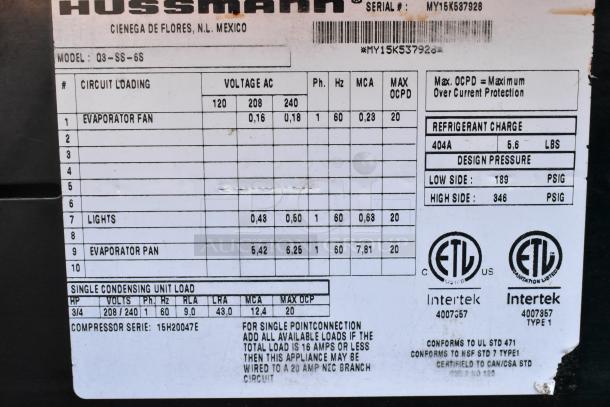 HUSSMANN® SERIAL # : MY15K537928
CIENEGA DE FLORES, N.L. MEXICO
*MY15K537928*
MODEL : Q3-SS-6S
# CIRCUIT LOADING VOLTAGE AC Ph. Hz MCA MAX OCPD
120 208 240
1 EVAPORATOR FAN 0,16 0,18 1 60 0,23 20
2
3
4
5
6
7 LIGHTS 0,48 0,50 1 60 0,63 20
8
9 EVAPORATOR PAN 5,42 6,25 1 60 7,81 20
10
Max. OCPD = Maximum
Over Current Protection
REFRIGERANT CHARGE
404A 5.6 LBS
DESIGN PRESSURE
LOW SIDE : 189 PSIG
HIGH SIDE : 346 PSIG
ETL ETL
C US
Intertek Intertek
4007357 4007357
TYPE 1
SINGLE CONDENSING UNIT LOAD
HP VOLTS Ph. Hz RLA LRA MCA MAX OCP
3/4 208 / 240 1 60 9.0 43,0 12,4 20
COMPRESSOR SERIE: 15H20047E
FOR SINGLE POINTCONNECTION
ADD ALL AVAILABLE LOADS IF THE
TOTAL LOAD IS 16 AMPS OR LESS
THEN THIS APPLIANCE MAY BE
WIRED TO A 20 AMP NEC BRANCH
CIRCUIT
CONFORMS TO UL STD 471
CONFORMS TO NSF STD 7 TYPE1
CERTIFIED TO CAN/CSA STD
NO 120